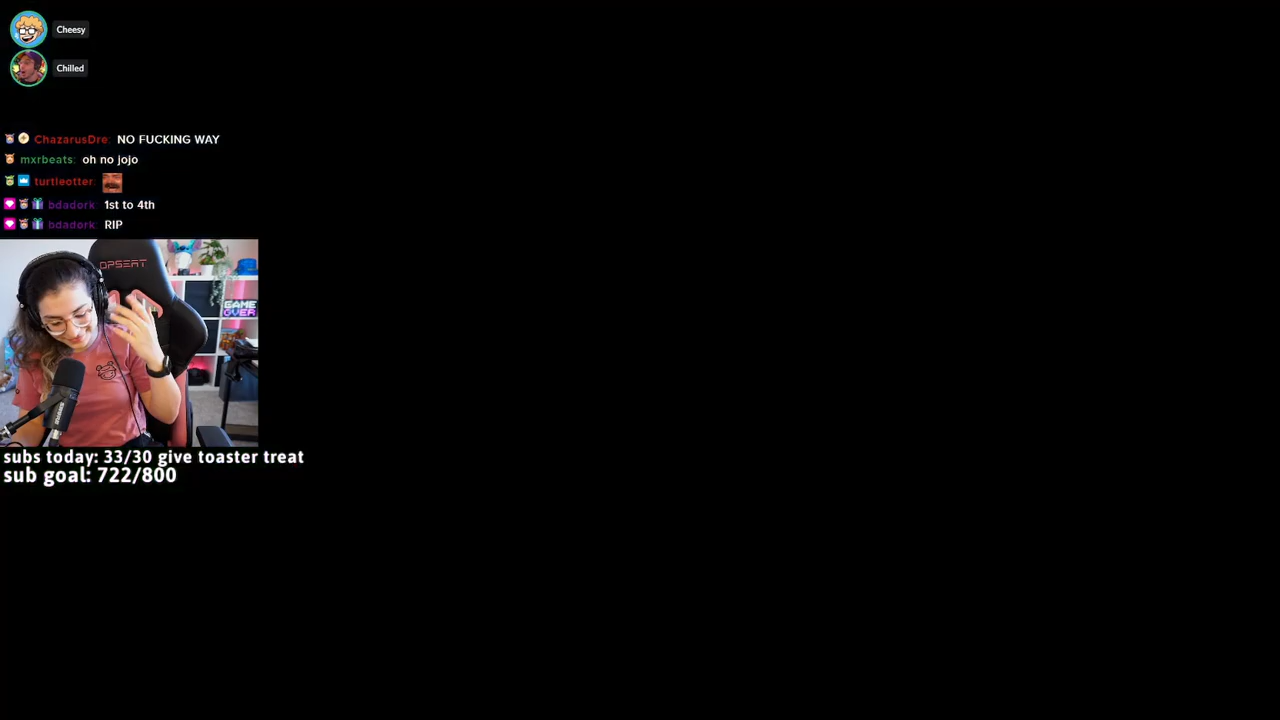 Cheesy
Chilled
ChazarusDre: NO FUCKING WAY
mxrbeats: oh no jojo
turtleotter:
bdadork: 1st to 4th
bdadork: RIP
OPSEAT
GAME
OVER
subs today: 33/30 give toaster treat
sub goal: 722/800